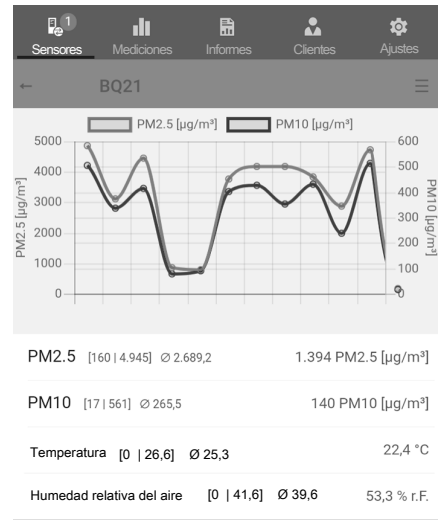 1
Sensores Mediciones Informes Clientes Ajustes
← BQ21
PM2.5 [µg/m³] PM10 [µg/m³]
5000 600
4000 500
3000 400
2000 300
1000 200
0 100
0
PM2.5 [µg/m³]
PM10 [µg/m³]
PM2.5 [160 | 4.945] Ø 2.689,2 1.394 PM2.5 [µg/m³]
PM10 [17 | 561] Ø 265,5 140 PM10 [µg/m³]
Temperatura [0 | 26,6] Ø 25,3 22,4 °C
Humedad relativa del aire [0 | 41,6] Ø 39,6 53,3 % r.F.